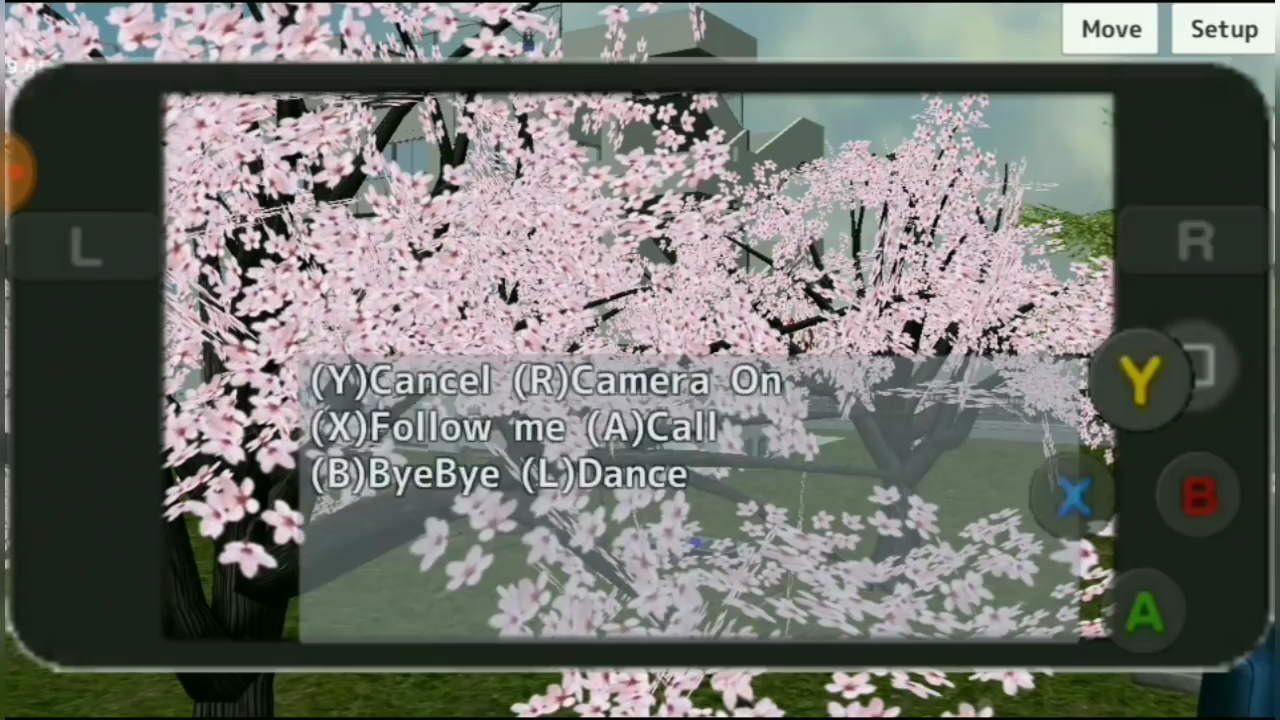 Move Setup
L
R
(Y)Cancel (R)Camera On
(X)Follow me (A)Call
(B)ByeBye (L)Dance
Y
X
B
A